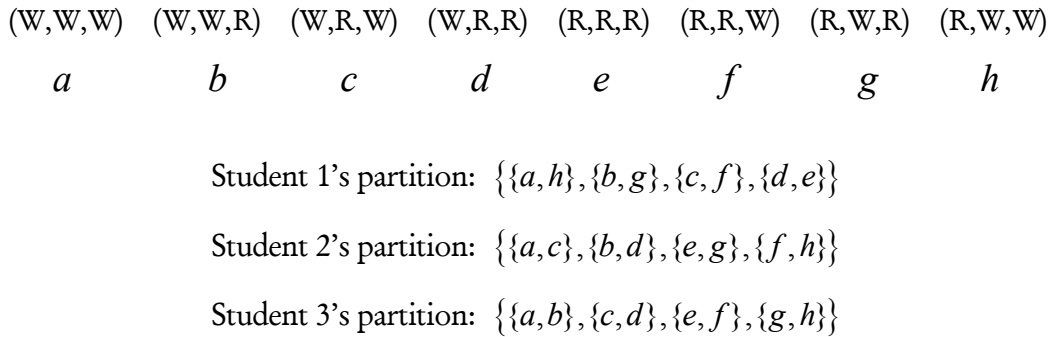 (W,W,W) (W,W,R) (W,R,W) (W,R,R) (R,R,R) (R,R,W) (R,W,R) (R,W,W)
a b c d e f g h
Student 1's partition: {{a,h},{b,g},{c,f},{d,e}}
Student 2's partition: {{a,c},{b,d},{e,g},{f,h}}
Student 3's partition: {{a,b},{c,d},{e,f},{g,h}}